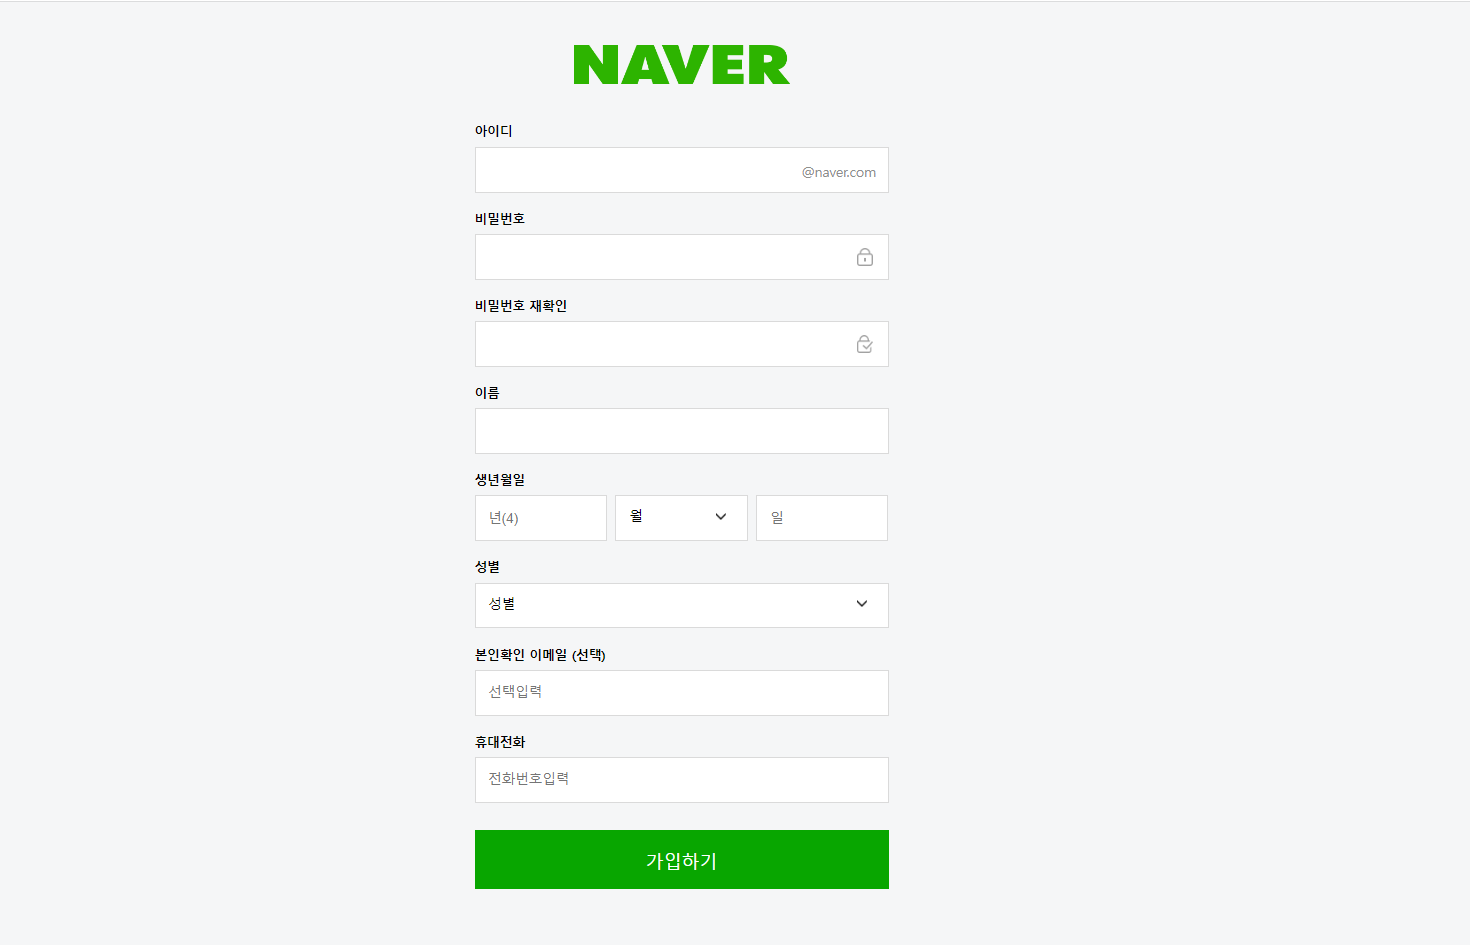 NAVER
아이디
@naver.com
비밀번호
비밀번호 재확인
이름
생년월일
년(4) 월 일
성별
성별
본인확인 이메일 (선택)
선택입력
휴대전화
전화번호입력
가입하기